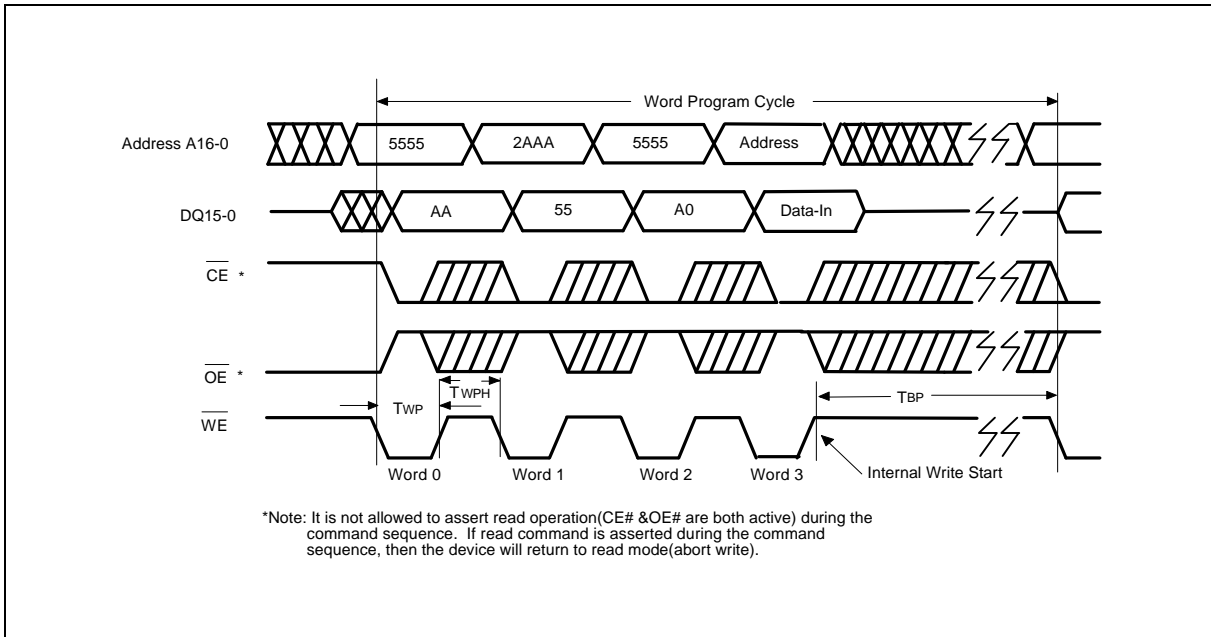 Word Program Cycle
Address A16-0
5555
2AAA
5555
Address
DQ15-0
AA
55
A0
Data-In
CE *
OE *
TWP
TWPH
TBP
WE
Word 0
Word 1
Word 2
Word 3
Internal Write Start
*Note: It is not allowed to assert read operation(CE# &OE# are both active) during the
command sequence. If read command is asserted during the command
sequence, then the device will return to read mode(abort write).